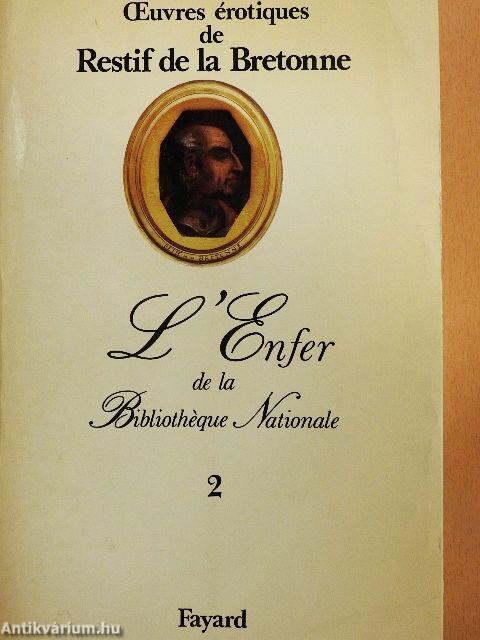 Œuvres érotiques
de
Restif de la Bretonne
L'Enfer
de la
Bibliothèque Nationale
2
Fayard
Antikvárium.hu